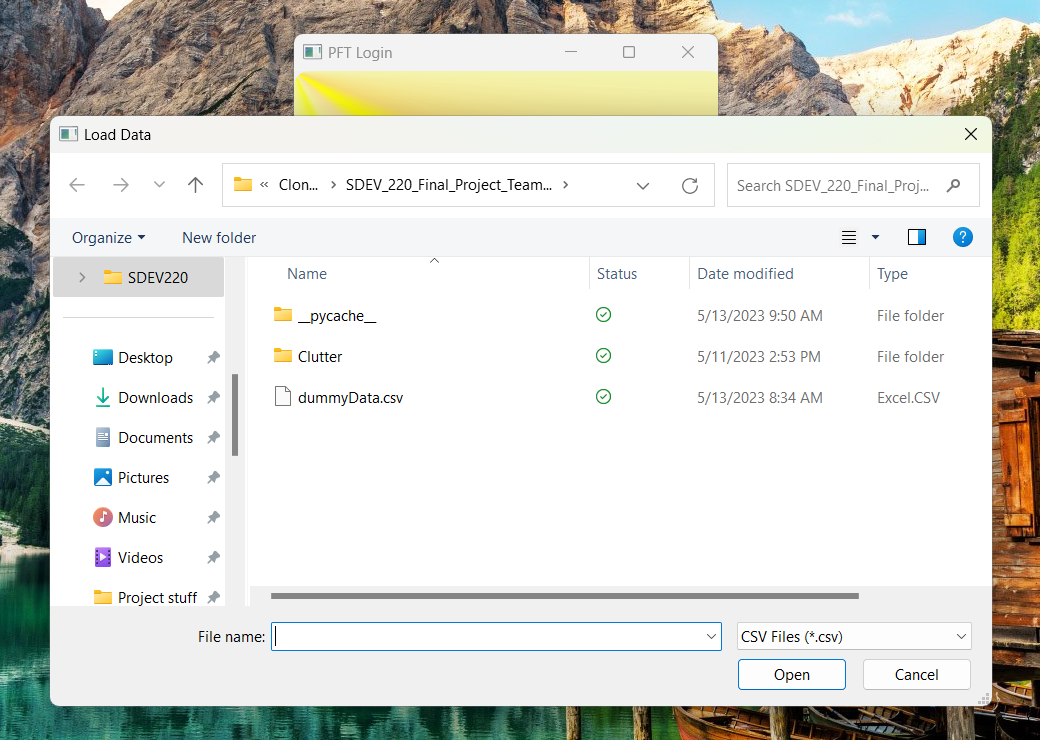 PFT Login
Load Data
« Clon... > SDEV_220_Final_Project_Team... >
Search SDEV_220_Final_Proj...
Organize
New folder
?
SDEV220
Name
Status
Date modified
Type
__pycache__
5/13/2023 9:50 AM
File folder
Clutter
5/11/2023 2:53 PM
File folder
dummyData.csv
5/13/2023 8:34 AM
Excel.CSV
Desktop
Downloads
Documents
Pictures
Music
Videos
Project stuff
File name:
CSV Files (*.csv)
Open
Cancel